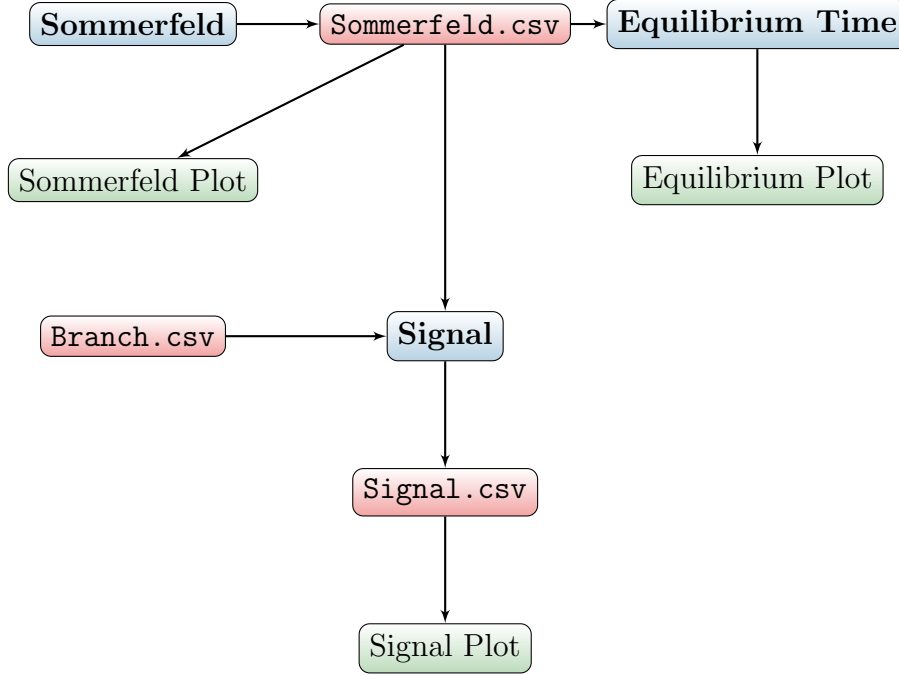 Sommerfeld
Sommerfeld.csv
Equilibrium Time
Sommerfeld Plot
Equilibrium Plot
Branch.csv
Signal
Signal.csv
Signal Plot